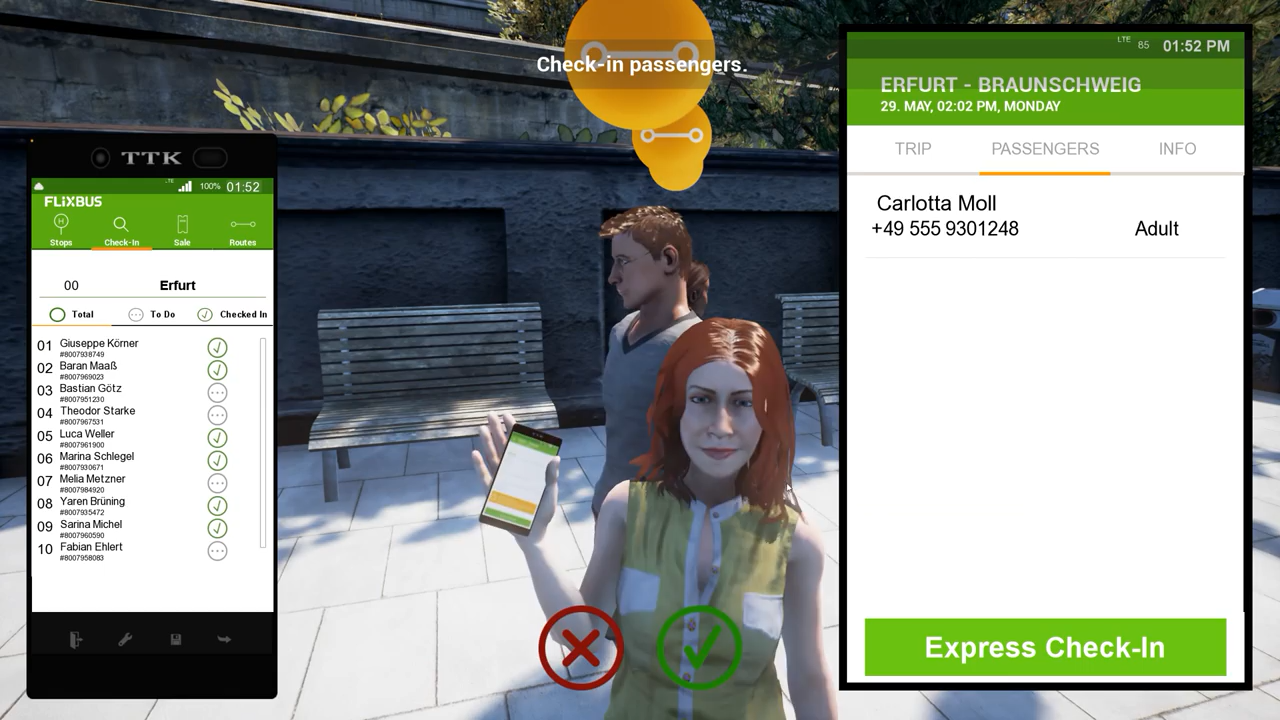 Check-in passengers.
TTK
LTE 100% 01:52
FLiXBUS
H
Stops Check-In Sale Routes
00 Erfurt
Total To Do Checked In
01 Giuseppe Körner
#8007938749
02 Baran Maaß
#8007969023
03 Bastian Götz
#8007951230
04 Theodor Starke
#8007967531
05 Luca Weller
#8007961900
06 Marina Schlegel
#8007930671
07 Melia Metzner
#8007984920
08 Yaren Brüning
#8007935472
09 Sarina Michel
#8007960590
10 Fabian Ehlert
#8007958083
LTE 85 01:52 PM
ERFURT - BRAUNSCHWEIG
29. MAY, 02:02 PM, MONDAY
TRIP PASSENGERS INFO
Carlotta Moll
+49 555 9301248 Adult
Express Check-In